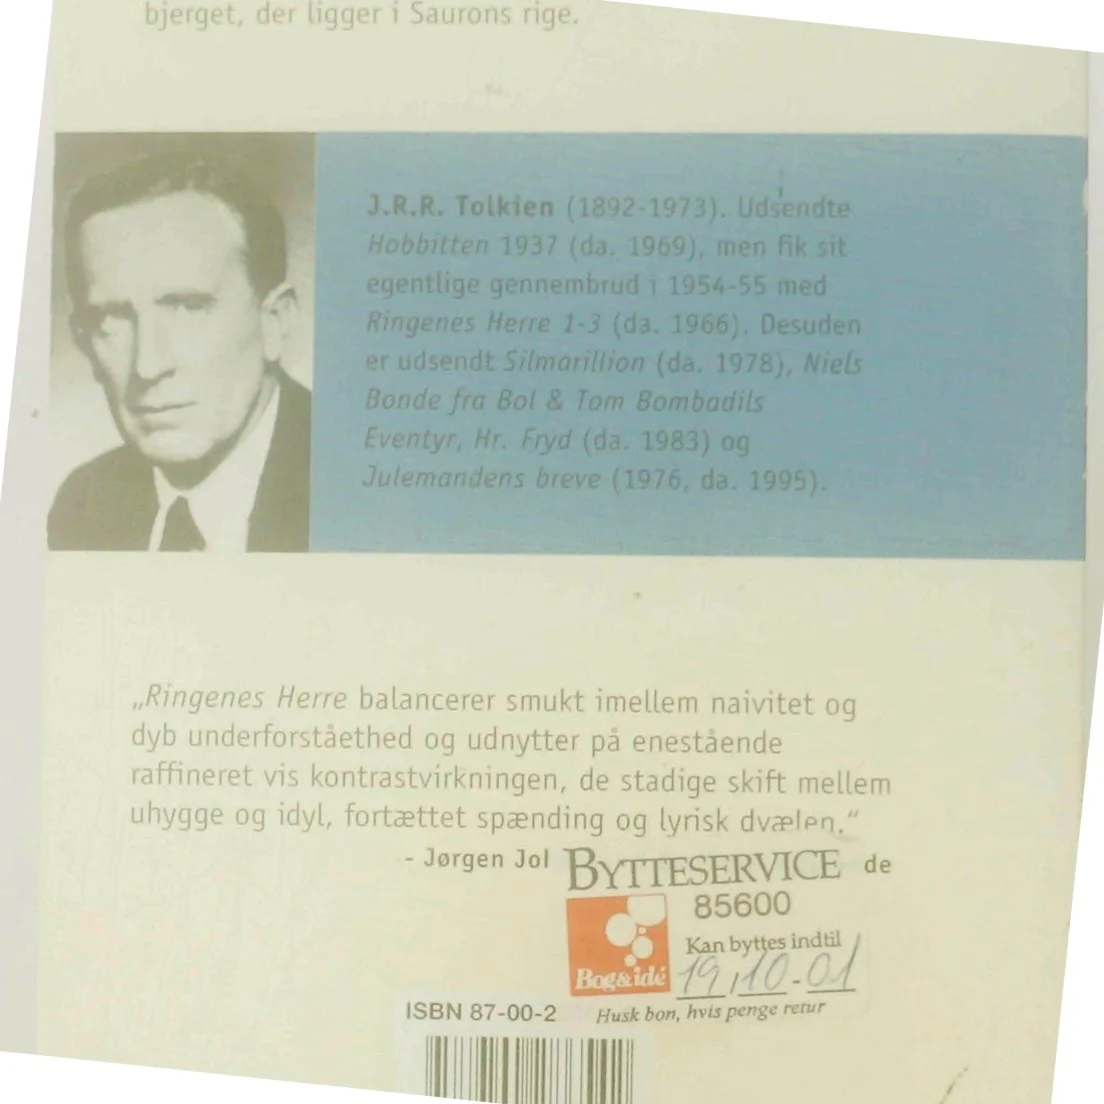 bjerget, der ligger i Saurons rige.
J.R.R. Tolkien (1892-1973). Udsendte
Hobbitten 1937 (da. 1969), men fik sit
egentlige gennembrud i 1954-55 med
Ringenes Herre 1-3 (da. 1966). Desuden
er udsendt Silmarillion (da. 1978), Niels
Bonde fra Bol & Tom Bombadils
Eventyr, Hr. Fryd (da. 1983) og
Julemandens breve (1976, da. 1995).
„Ringenes Herre balancerer smukt imellem naivitet og
dyb underforståethed og udnytter på enestående
raffineret vis kontrastvirkningen, de stadige skift mellem
uhygge og idyl, fortættet spænding og lyrisk dvælen.“
- Jørgen Jol
de
BYTTESERVICE
85600
Kan byttes indtil
19,10-01
Bog&idé
Husk bon, hvis penge retur
ISBN 87-00-2